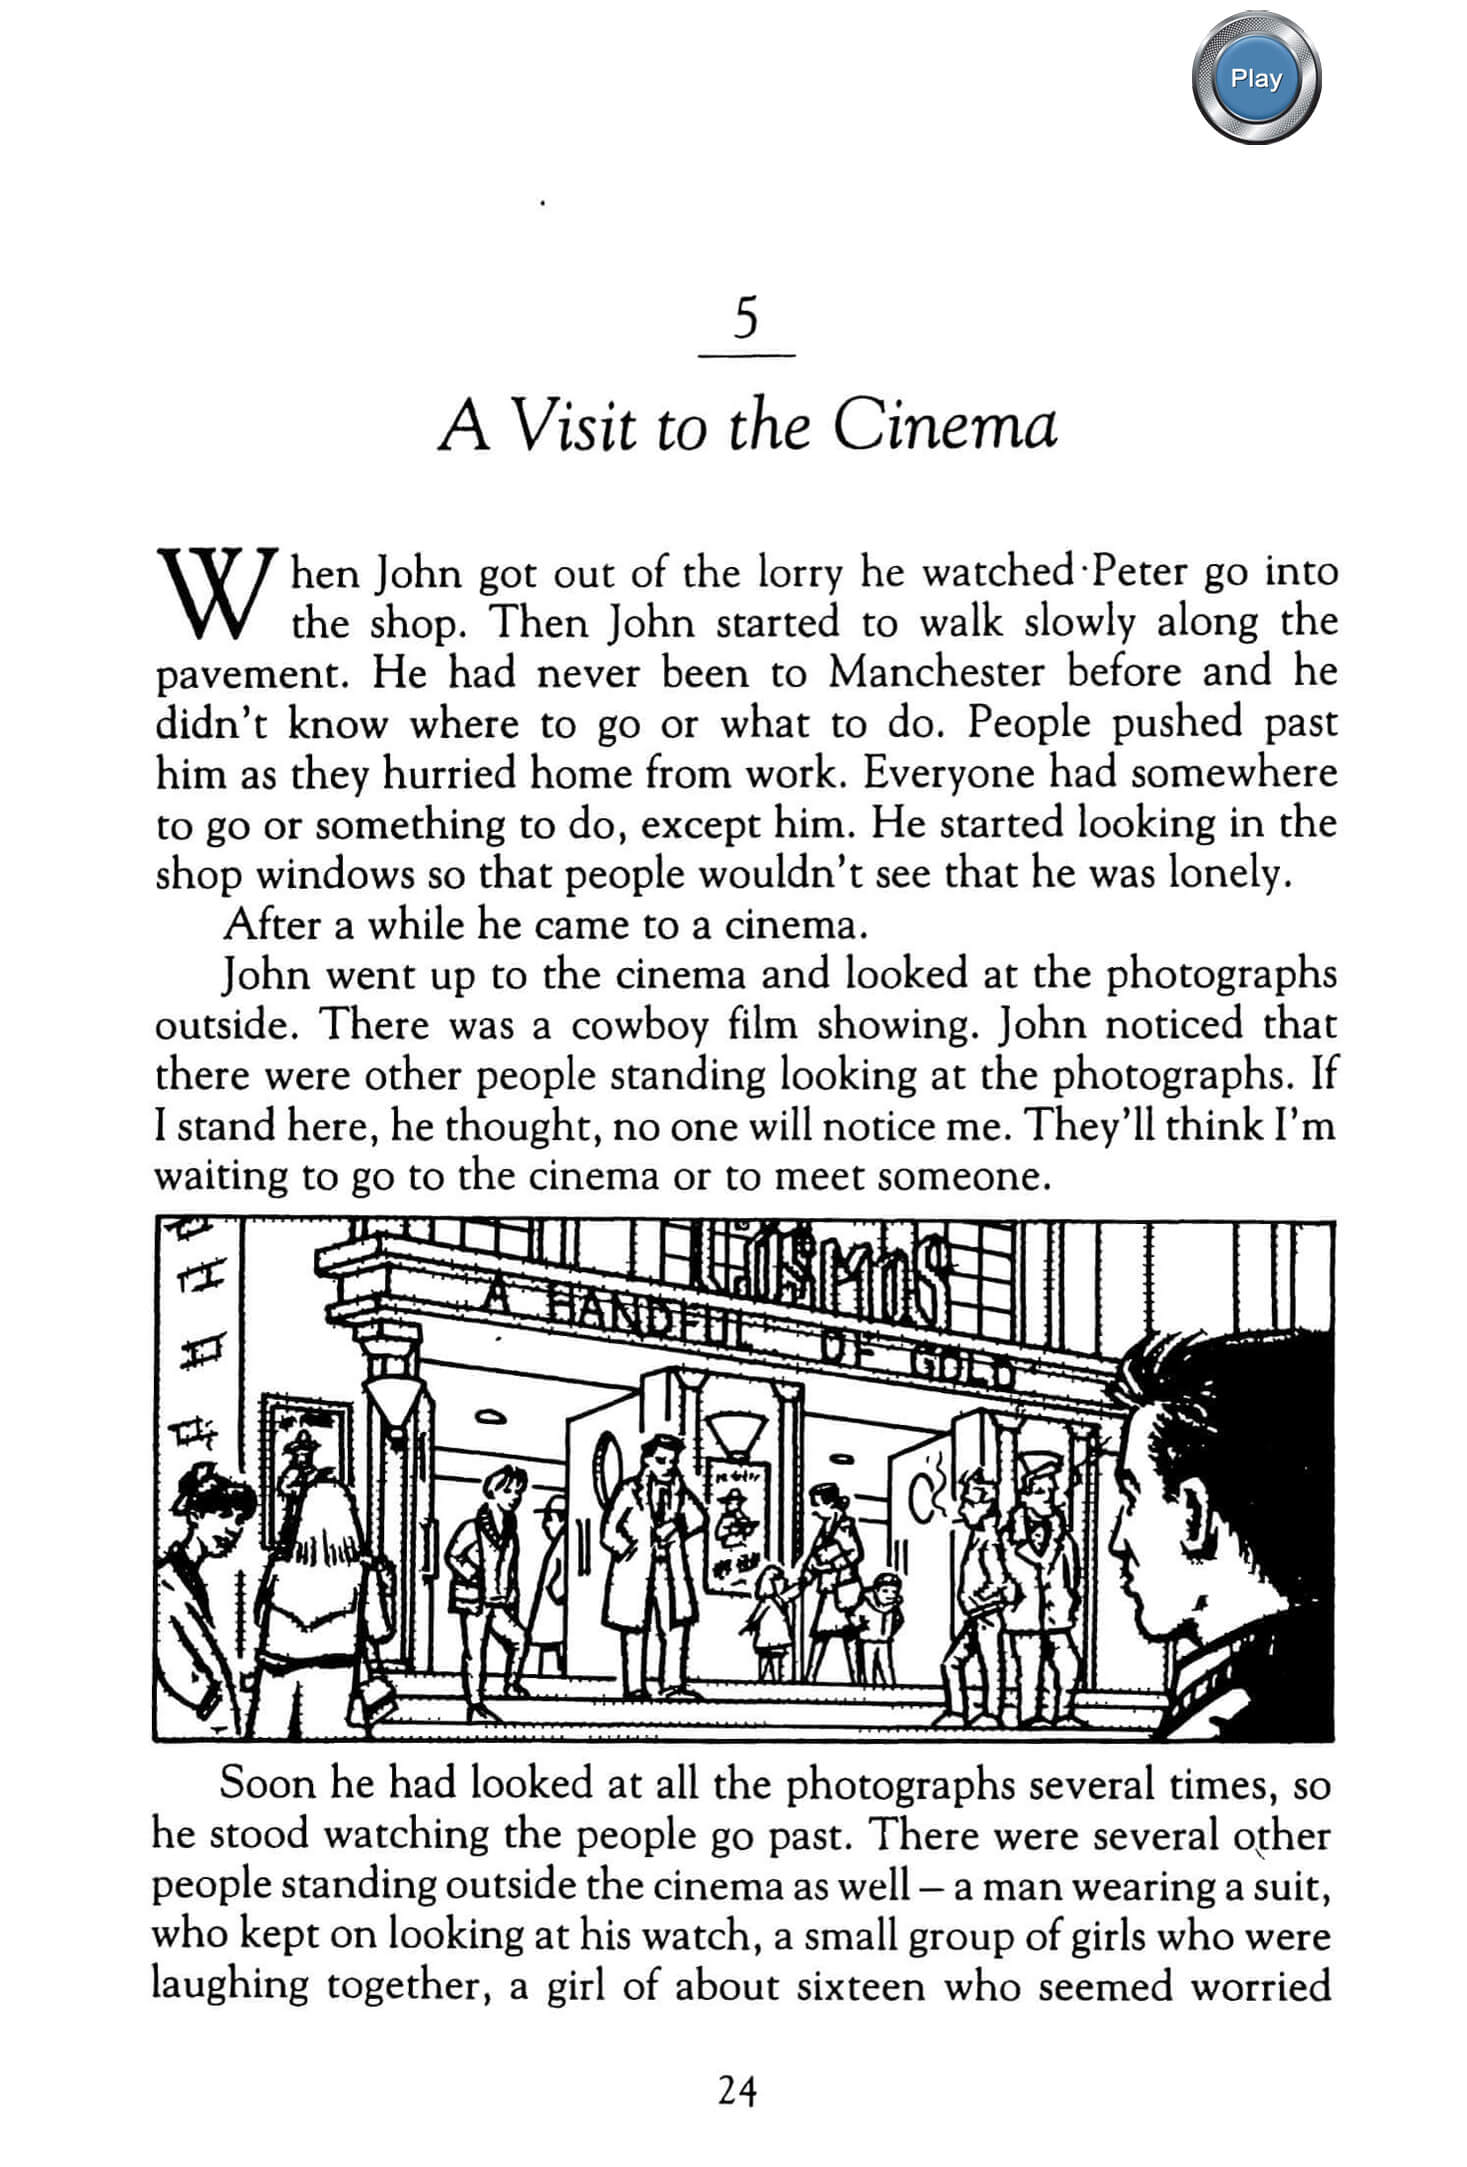 Play
5
A Visit to the Cinema
When John got out of the lorry he watched Peter go into
the shop. Then John started to walk slowly along the
pavement. He had never been to Manchester before and he
didn't know where to go or what to do. People pushed past
him as they hurried home from work. Everyone had somewhere
to go or something to do, except him. He started looking in the
shop windows so that people wouldn't see that he was lonely.
After a while he came to a cinema.
John went up to the cinema and looked at the photographs
outside. There was a cowboy film showing. John noticed that
there were other people standing looking at the photographs. If
I stand here, he thought, no one will notice me. They'll think I'm
waiting to go to the cinema or to meet someone.
A HANDFUL OF GOLD
Soon he had looked at all the photographs several times, so
he stood watching the people go past. There were several other
people standing outside the cinema as well – a man wearing a suit,
who kept on looking at his watch, a small group of girls who were
laughing together, a girl of about sixteen who seemed worried
24